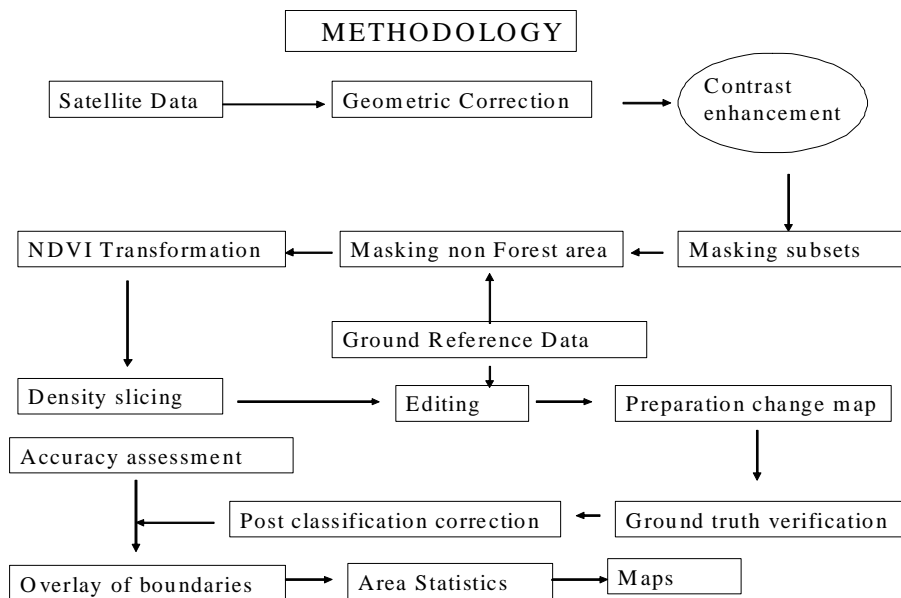 METHODOLOGY
Satellite Data
Geometric Correction
Contrast
enhancement
NDVI Transformation
Masking non Forest area
Masking subsets
Ground Reference Data
Density slicing
Editing
Preparation change map
Accuracy assessment
Post classification correction
Ground truth verification
Overlay of boundaries
Area Statistics
Maps